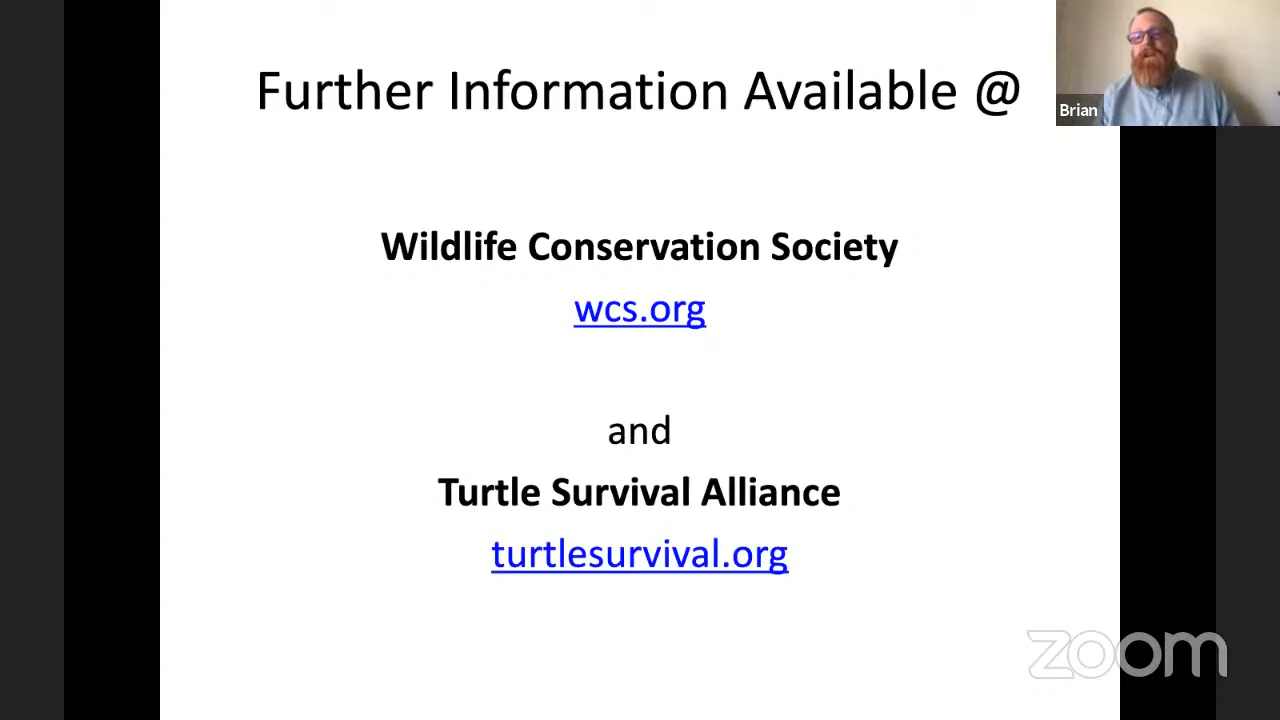 Further Information Available @
Brian
Wildlife Conservation Society
wcs.org
and
Turtle Survival Alliance
turtlesurvival.org
zoom